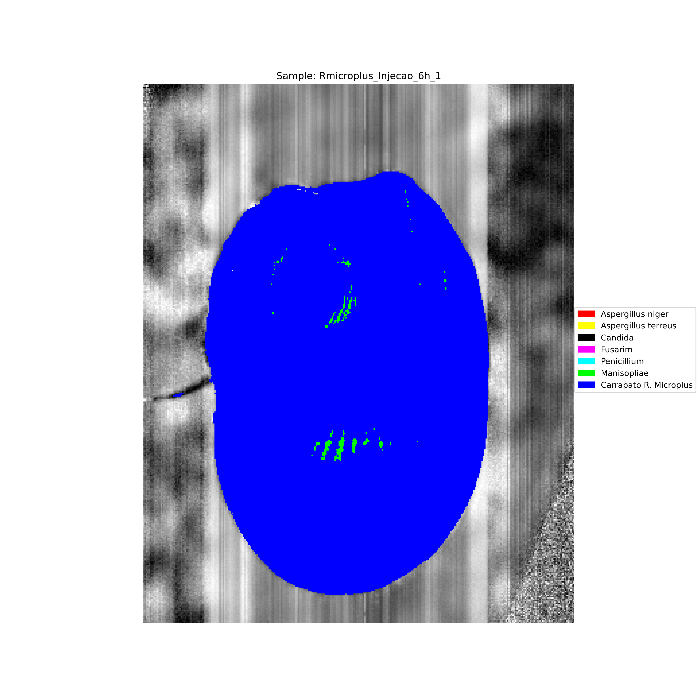 Sample: Rmicroplus_Injecao_6h_1
Aspergillus niger
Aspergillus terreus
Candida
Fusarim
Penicillium
Manisopliae
Carrapato R. Microplus